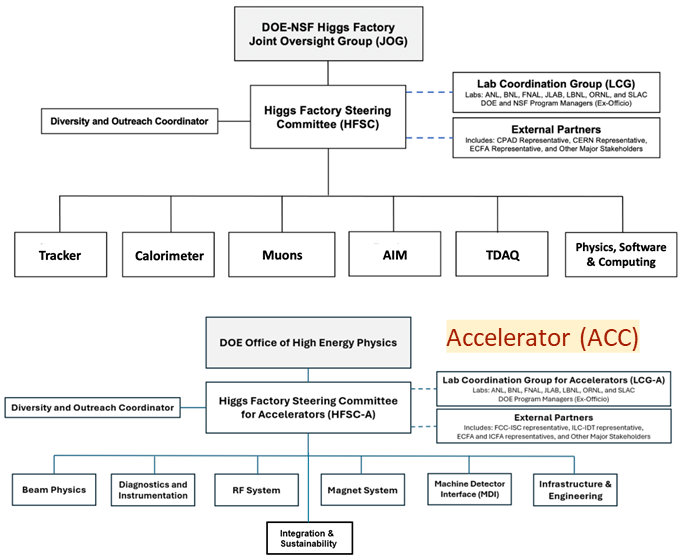 DOE-NSF Higgs Factory
Joint Oversight Group (JOG)
Lab Coordination Group (LCG)
Labs: ANL, BNL, FNAL, JLAB, LBNL, ORNL, and SLAC
DOE and NSF Program Managers (Ex-Officio)
Diversity and Outreach Coordinator
Higgs Factory Steering
Committee (HFSC)
External Partners
Includes: CPAD Representative, CERN Representative,
ECFA Representative, and Other Major Stakeholders
Tracker
Calorimeter
Muons
AIM
TDAQ
Physics, Software
& Computing
Accelerator (ACC)
DOE Office of High Energy Physics
Lab Coordination Group for Accelerators (LCG-A)
Labs: ANL, BNL, FNAL, JLAB, LBNL, ORNL, and SLAC
DOE Program Managers (Ex-Officio)
Diversity and Outreach Coordinator
Higgs Factory Steering Committee
for Accelerators (HFSC-A)
External Partners
Includes: FCC-ISC representative, ILC-IDT representative,
ECFA and ICFA representatives, and Other Major Stakeholders
Beam Physics
Diagnostics and
Instrumentation
RF System
Magnet System
Machine Detector
Interface (MDI)
Infrastructure &
Engineering
Integration &
Sustainability